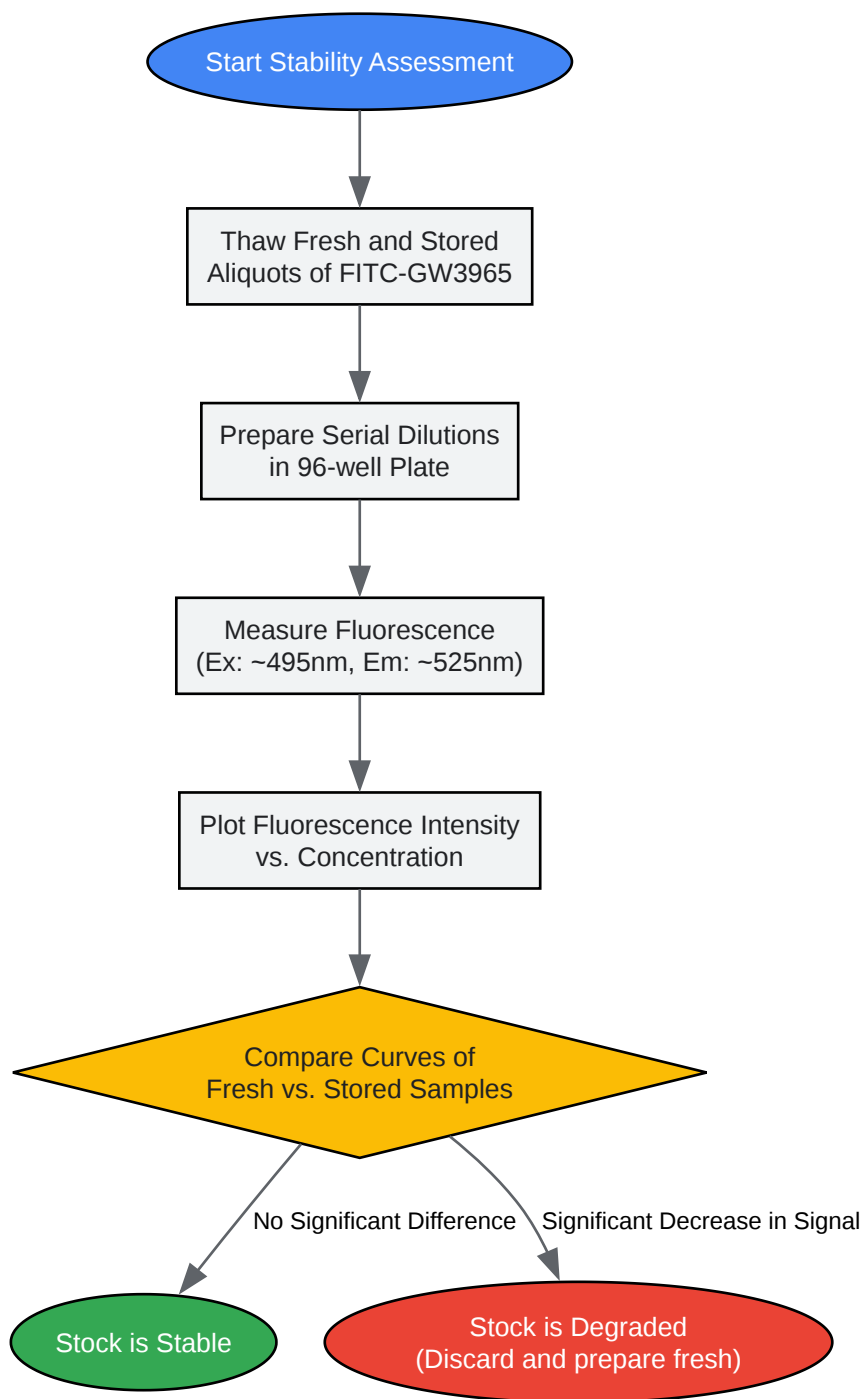 Start Stability Assessment
Thaw Fresh and Stored
Aliquots of FITC-GW3965
Prepare Serial Dilutions
in 96-well Plate
Measure Fluorescence
(Ex: ~495nm, Em: ~525nm)
Plot Fluorescence Intensity
vs. Concentration
Compare Curves of
Fresh vs. Stored Samples
No Significant Difference
Significant Decrease in Signal
Stock is Stable
Stock is Degraded
(Discard and prepare fresh)